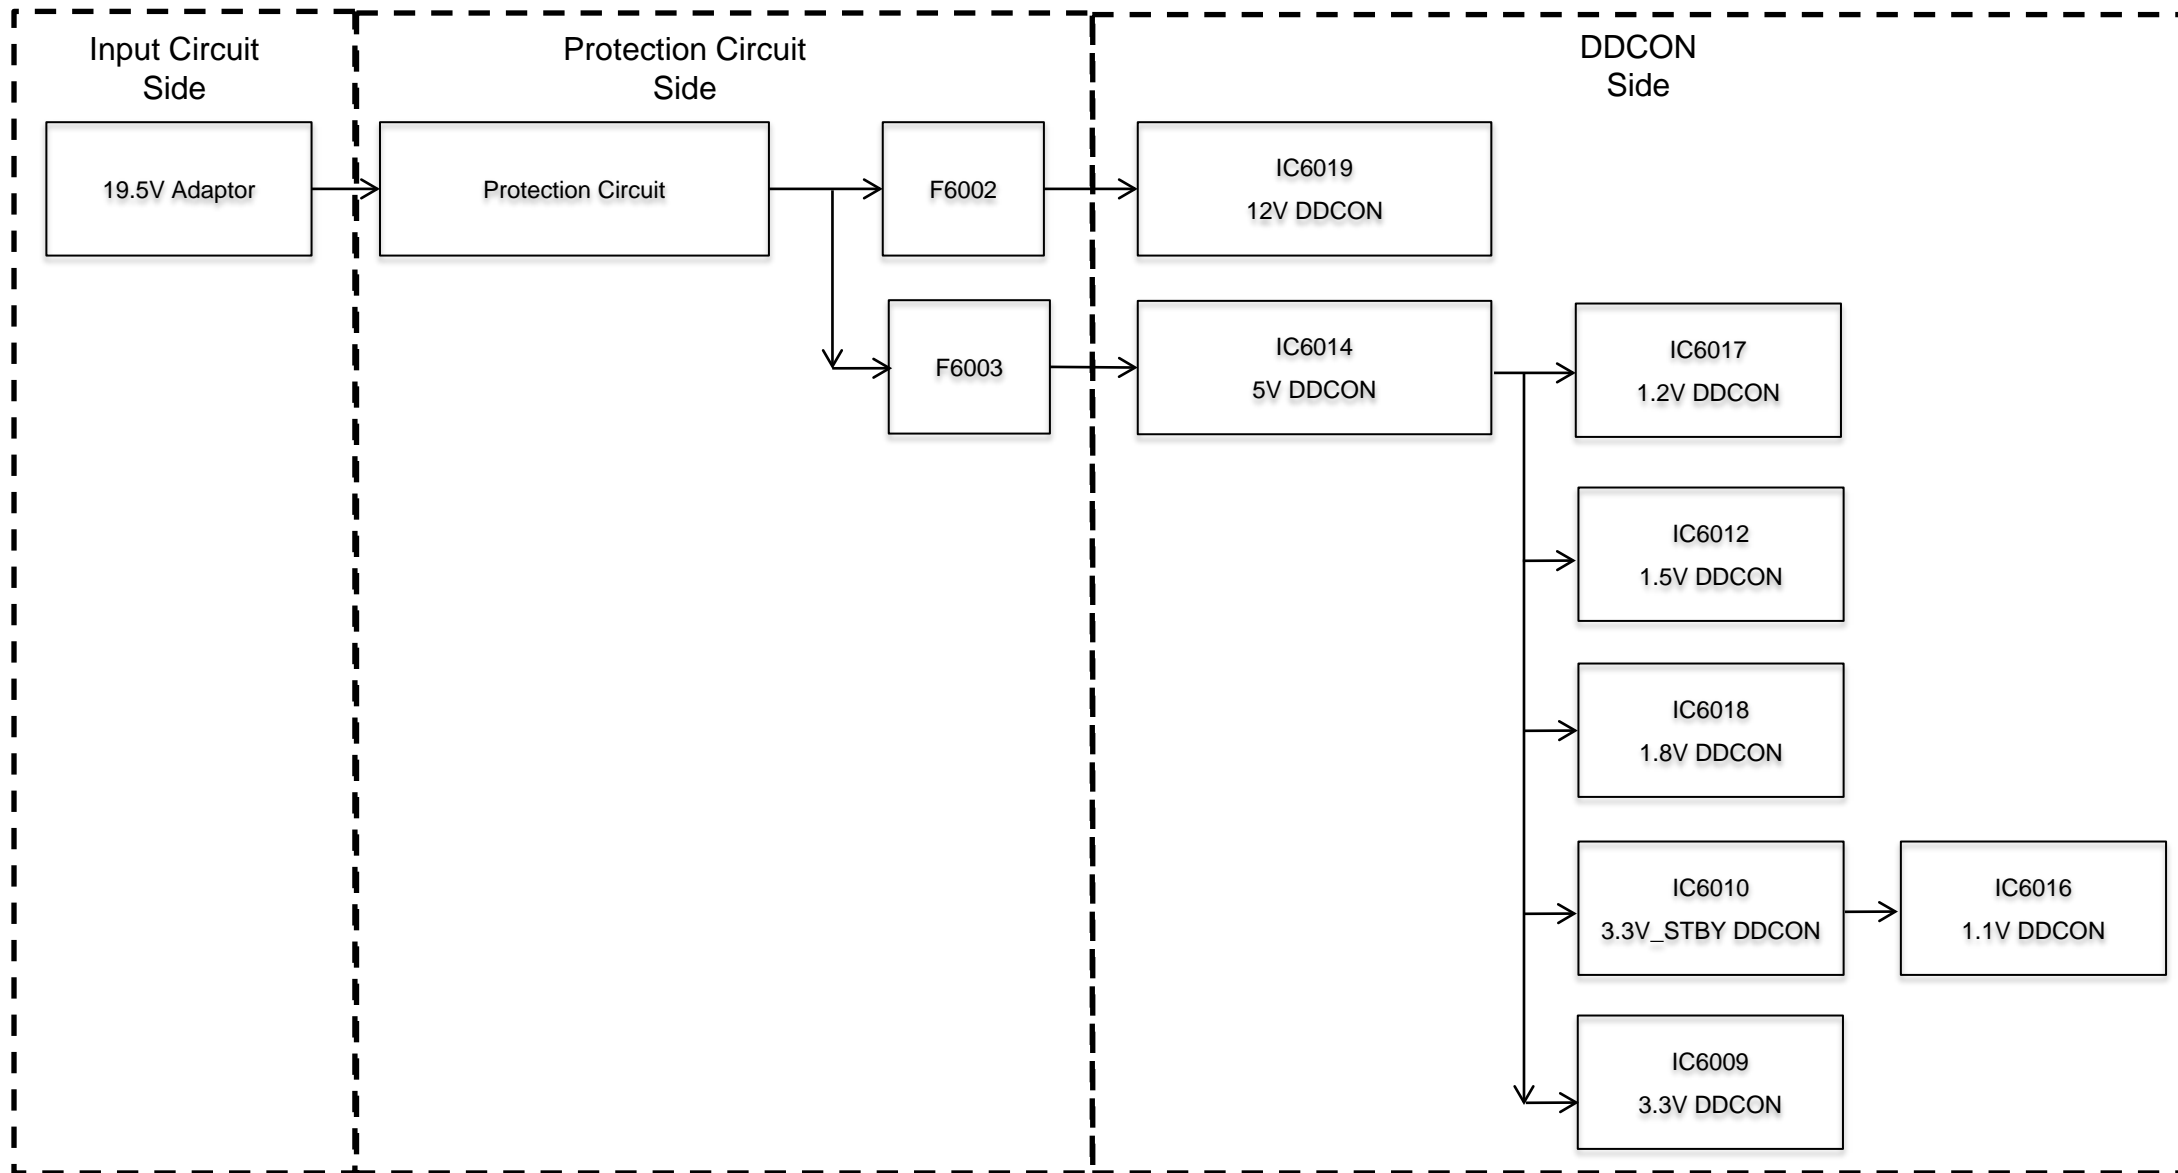 Input Circuit
Side
Protection Circuit
Side
DDCON
Side
19.5V Adaptor
Protection Circuit
F6002
IC6019
12V DDCON
F6003
IC6014
5V DDCON
IC6017
1.2V DDCON
IC6012
1.5V DDCON
IC6018
1.8V DDCON
IC6010
3.3V_STBY DDCON
IC6016
1.1V DDCON
IC6009
3.3V DDCON